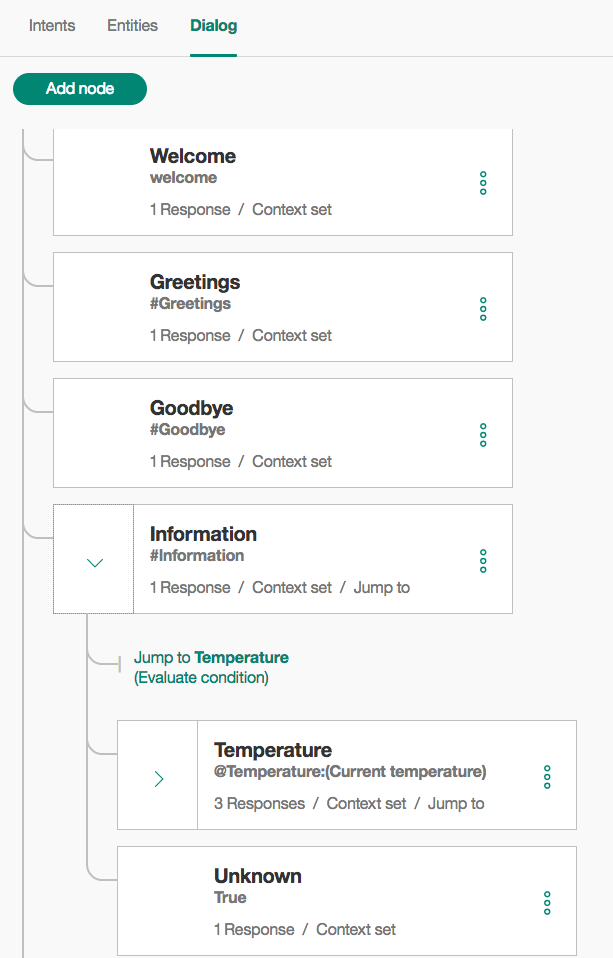 Intents Entities Dialog
Add node
Welcome
welcome
1 Response / Context set
Greetings
#Greetings
1 Response / Context set
Goodbye
#Goodbye
1 Response / Context set
Information
#Information
1 Response / Context set / Jump to
Jump to Temperature
(Evaluate condition)
Temperature
@Temperature:(Current temperature)
3 Responses / Context set / Jump to
Unknown
True
1 Response / Context set